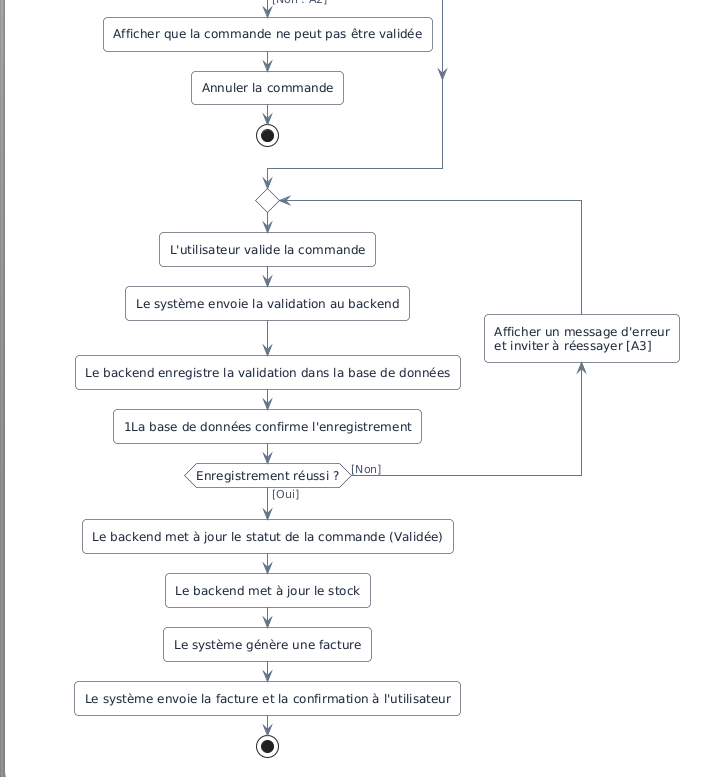 [Non : A2]
Afficher que la commande ne peut pas être validée
Annuler la commande
L'utilisateur valide la commande
Le système envoie la validation au backend
Afficher un message d'erreur
et inviter à réessayer [A3]
Le backend enregistre la validation dans la base de données
1La base de données confirme l'enregistrement
Enregistrement réussi ?
[Non]
[Oui]
Le backend met à jour le statut de la commande (Validée)
Le backend met à jour le stock
Le système génère une facture
Le système envoie la facture et la confirmation à l'utilisateur